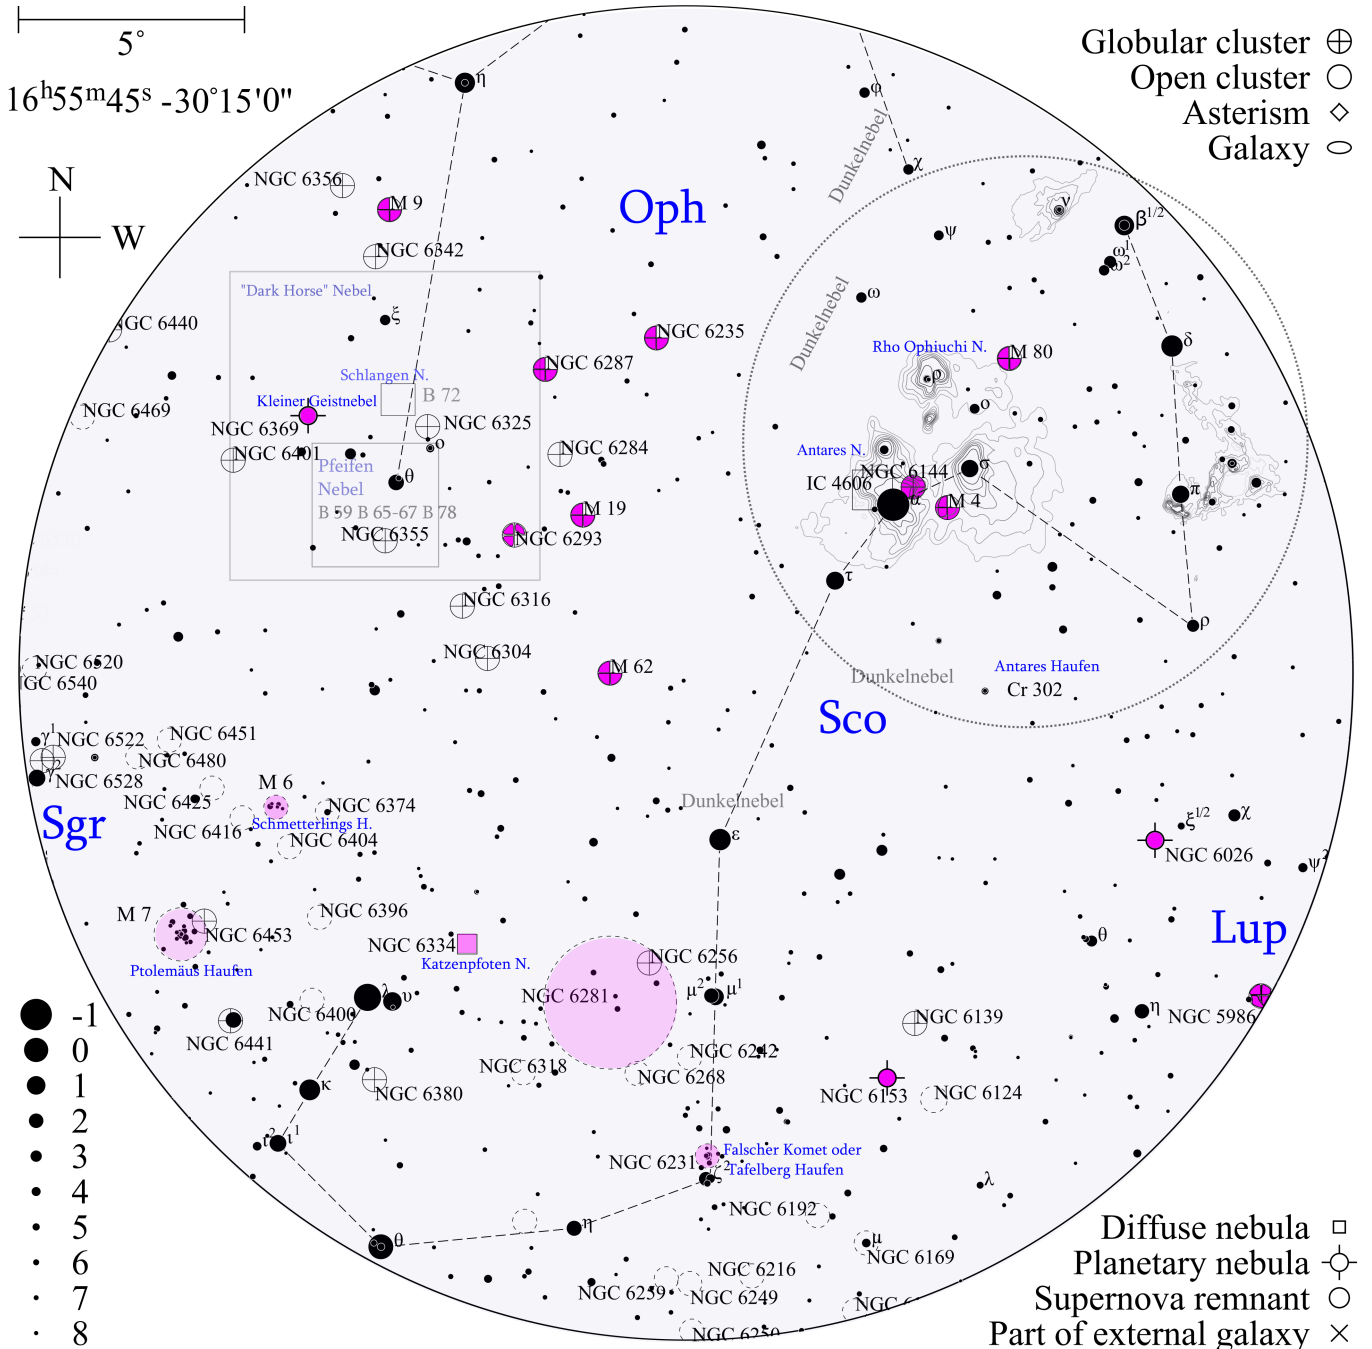 5°
16h55m45s -30°15'0"
N
W
Globular cluster
Open cluster
Asterism
Galaxy
η
φ
χ
Dunkelnebel
NGC 6356
M 9
Oph
ν
β1/2
ψ
ω1
ω2
NGC 6342
"Dark Horse" Nebel
ω
Dunkelnebel
ξ
NGC 6440
NGC 6235
δ
Rho Ophiuchi N.
M 80
NGC 6287
Schlangen N.
ρ
B 72
Kleiner Geistnebel
NGC 6469
ο
NGC 6369
NGC 6325
ο
NGC 6401
NGC 6284
Antares N.
Pfeifen
Nebel
σ
NGC 6144
θ
IC 4606
π
α
M 4
B 59 B 65-67 B 78
M 19
NGC 6355
NGC 6293
τ
NGC 6316
ρ
NGC 6304
NGC 6520
NGC 6540
M 62
Antares Haufen
Dunkelnebel
Cr 302
Sco
γ1
NGC 6522
NGC 6451
NGC 6480
γ2
NGC 6528
M 6
NGC 6425
NGC 6374
Dunkelnebel
Sgr
NGC 6416
Schmetterlings H.
NGC 6404
ε
ξ1/2
χ
NGC 6026
ψ2
M 7
NGC 6396
NGC 6453
Lup
NGC 6334
Katzenpfoten N.
θ
NGC 6256
Ptolemäus Haufen
λ
υ
NGC 6281
μ2
μ1
NGC 6400
η
NGC 5986
NGC 6441
NGC 6139
NGC 6242
NGC 6318
NGC 6268
κ
NGC 6380
NGC 6153
NGC 6124
ι2
ι1
Falscher Komet oder
Tafelberg Haufen
NGC 6231
ζ2
λ
NGC 6192
η
θ
μ
NGC 6169
NGC 6216
NGC 6259
NGC 6249
NGC 6250
-1
0
1
2
3
4
5
6
7
8
Diffuse nebula
Planetary nebula
Supernova remnant
Part of external galaxy